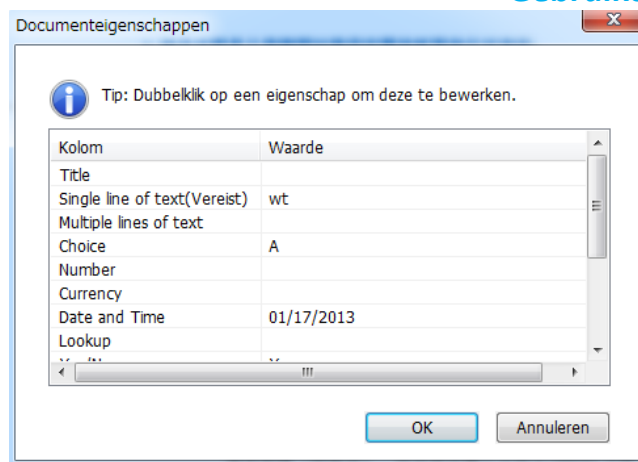 Documenteigenschappen
Tip: Dubbelklik op een eigenschap om deze te bewerken.
Kolom Waarde
Title
Single line of text(Vereist) wt
Multiple lines of text
Choice A
Number
Currency
Date and Time 01/17/2013
Lookup
OK Annuleren